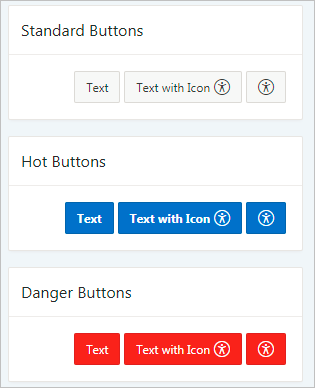 Standard Buttons
Text Text with Icon
Hot Buttons
Text Text with Icon
Danger Buttons
Text Text with Icon